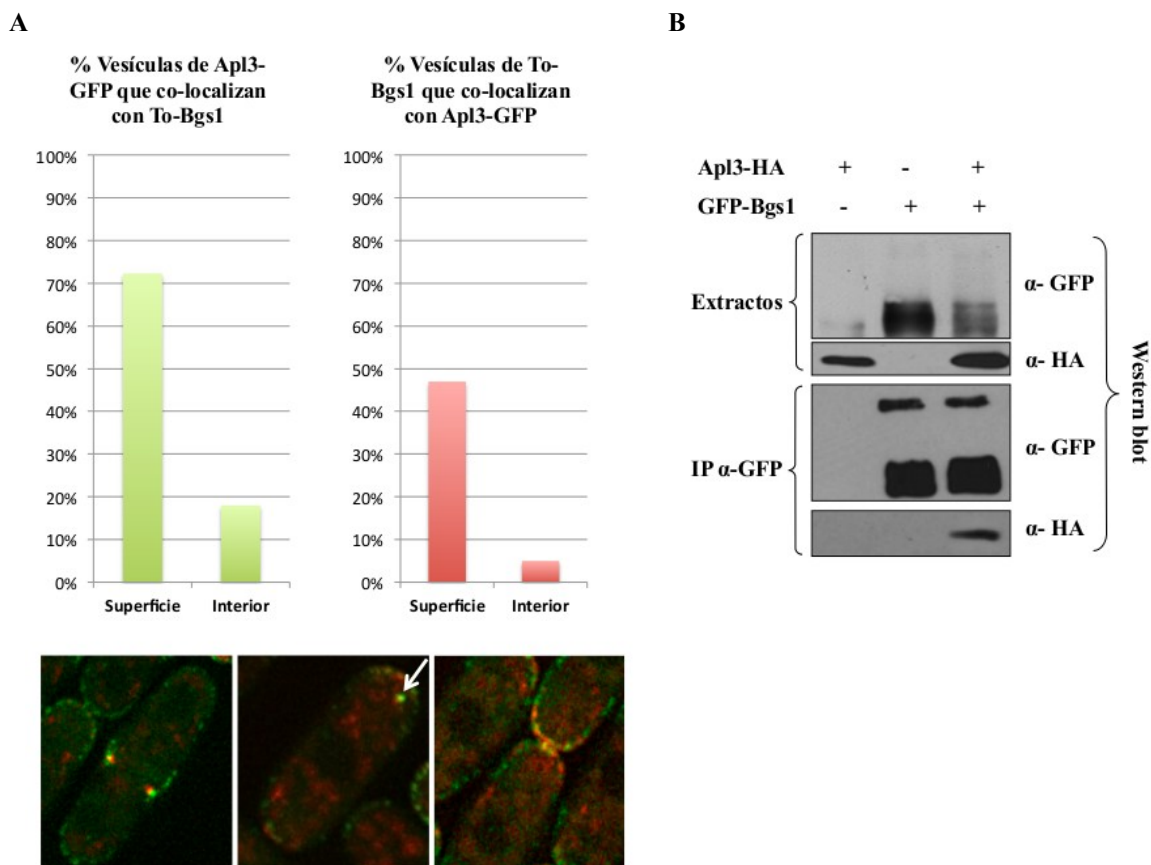 A
% Vesículas de Apl3-
GFP que co-localizan
con To-Bgs1
100%
90%
80%
70%
60%
50%
40%
30%
20%
10%
0%
Superficie Interior
% Vesículas de To-
Bgs1 que co-localizan
con Apl3-GFP
100%
90%
80%
70%
60%
50%
40%
30%
20%
10%
0%
Superficie Interior
B
Apl3-HA + - +
GFP-Bgs1 - + +
Extractos
α- GFP
α- HA
IP α-GFP
α- GFP
α- HA
Western blot